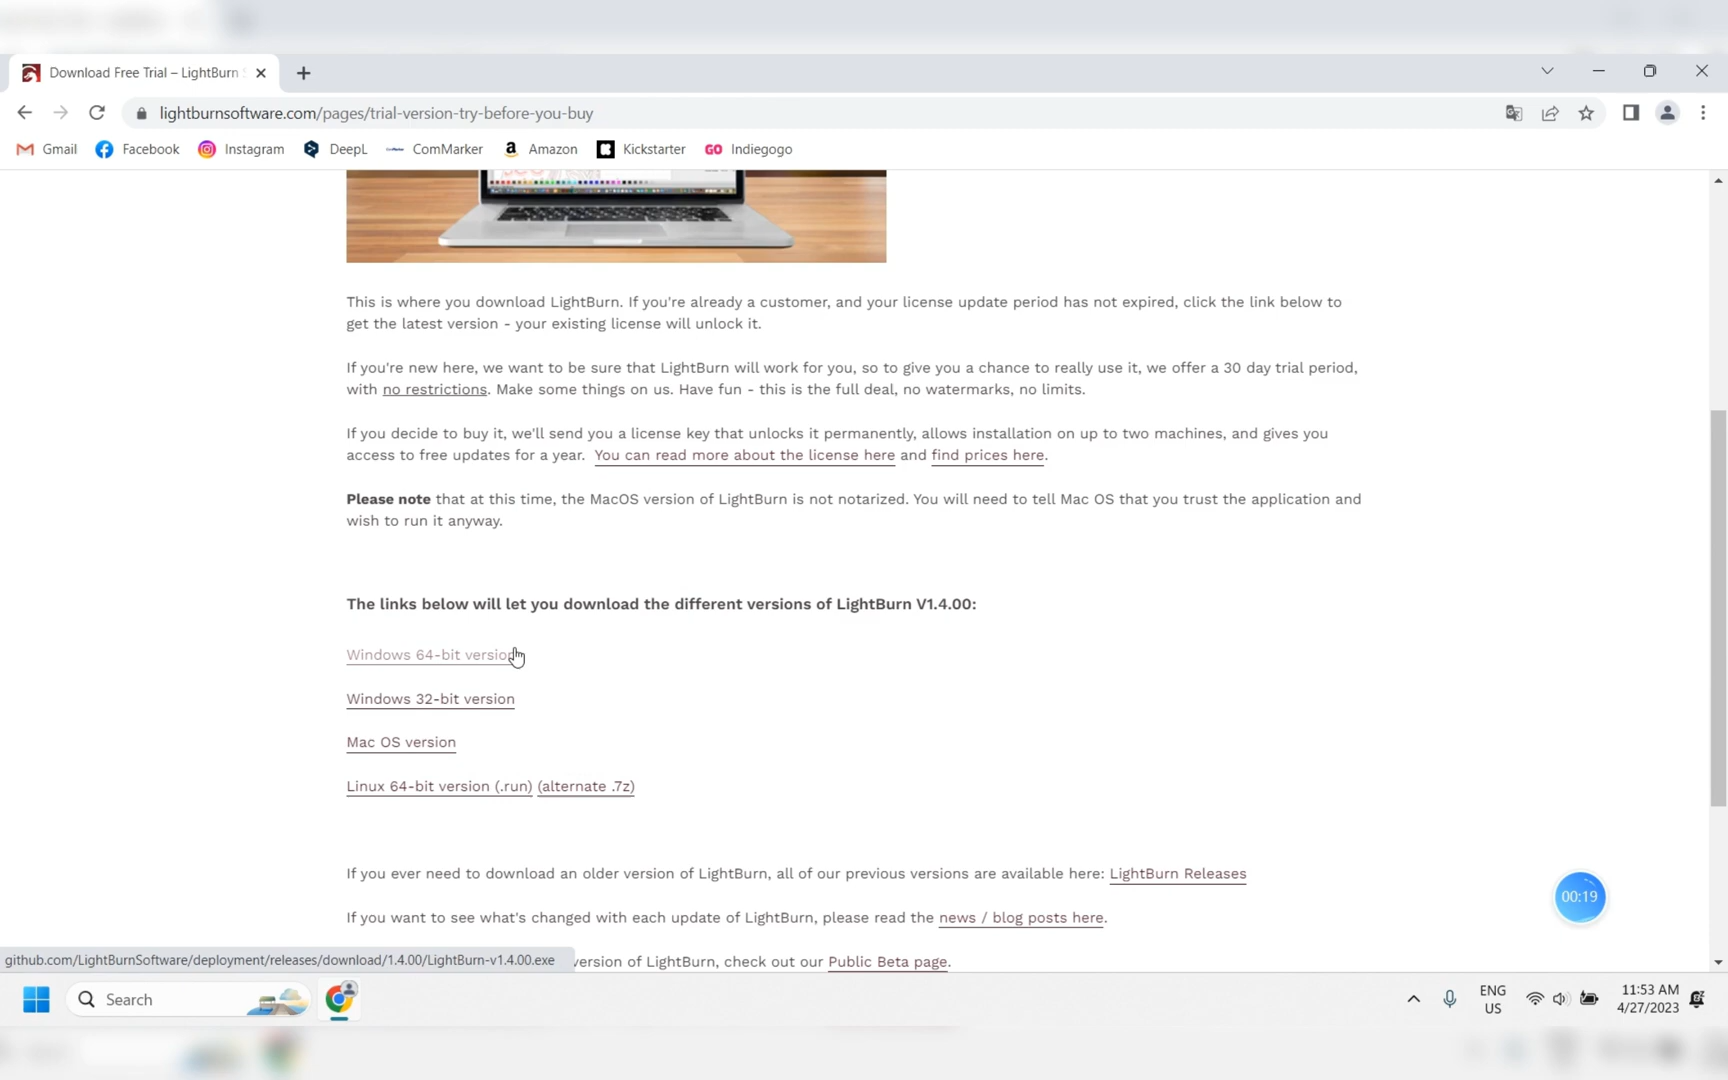 Download Free Trial – LightBurn
lightburnsoftware.com/pages/trial-version-try-before-you-buy
Gmail Facebook Instagram DeepL ComMarker Amazon Kickstarter GO Indiegogo
This is where you download LightBurn. If you're already a customer, and your license update period has not expired, click the link below to
get the latest version - your existing license will unlock it.
If you're new here, we want to be sure that LightBurn will work for you, so to give you a chance to really use it, we offer a 30 day trial period,
with no restrictions. Make some things on us. Have fun - this is the full deal, no watermarks, no limits.
If you decide to buy it, we'll send you a license key that unlocks it permanently, allows installation on up to two machines, and gives you
access to free updates for a year. You can read more about the license here and find prices here.
Please note that at this time, the MacOS version of LightBurn is not notarized. You will need to tell Mac OS that you trust the application and
wish to run it anyway.
The links below will let you download the different versions of LightBurn V1.4.00:
Windows 64-bit version
Windows 32-bit version
Mac OS version
Linux 64-bit version (.run) (alternate .7z)
If you ever need to download an older version of LightBurn, all of our previous versions are available here: LightBurn Releases
00:19
If you want to see what's changed with each update of LightBurn, please read the news / blog posts here.
github.com/LightBurnSoftware/deployment/releases/download/1.4.00/LightBurn-v1.4.00.exe
version of LightBurn, check out our Public Beta page.
Search
ENG
US
11:53 AM
4/27/2023